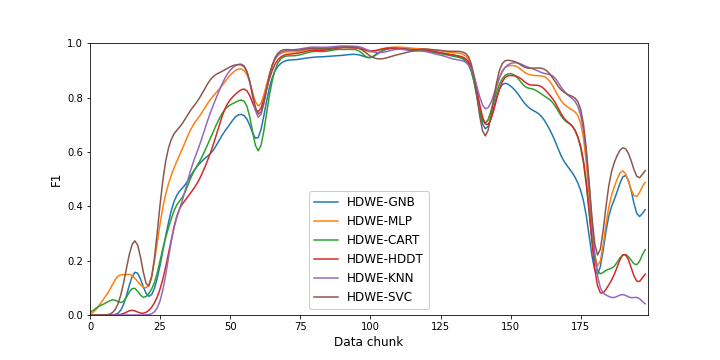 1.0
0.8
0.6
0.4
0.2
0.0
F1
0
25
50
75
100
125
150
175
Data chunk
HDWE-GNB
HDWE-MLP
HDWE-CART
HDWE-HDDT
HDWE-KNN
HDWE-SVC